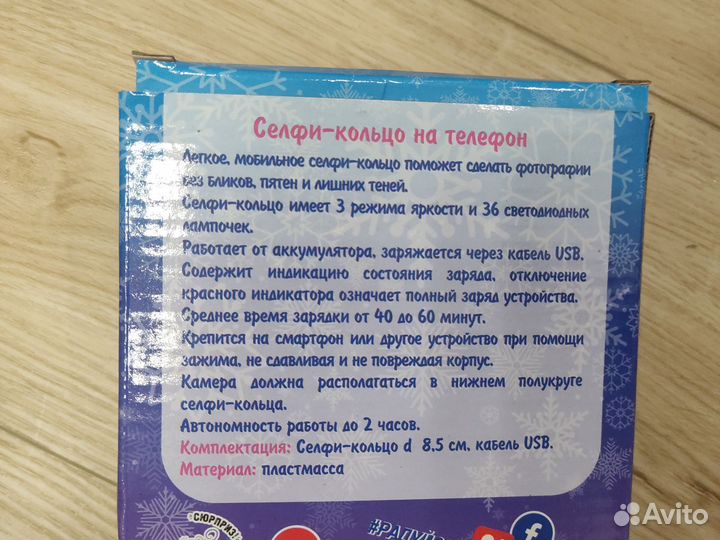 Селфи-кольцо на телефон
Легкое, мобильное селфи-кольцо поможет сделать фотографии
без бликов, пятен и лишних теней.
Селфи-кольцо имеет 3 режима яркости и 36 светодиодных
лампочек.
Работает от аккумулятора, заряжается через кабель USB.
Содержит индикацию состояния заряда, отключение
красного индикатора означает полный заряд устройства.
Среднее время зарядки от 40 до 60 минут.
Крепится на смартфон или другое устройство при помощи
зажима, не сдавливая и не повреждая корпус.
Камера должна располагаться в нижнем полукруге
селфи-кольца.
Автономность работы до 2 часов.
Комплектация: Селфи-кольцо d 8.5 см, кабель USB.
Материал: пластмасса
СЮРПРИЗ
f
Avito